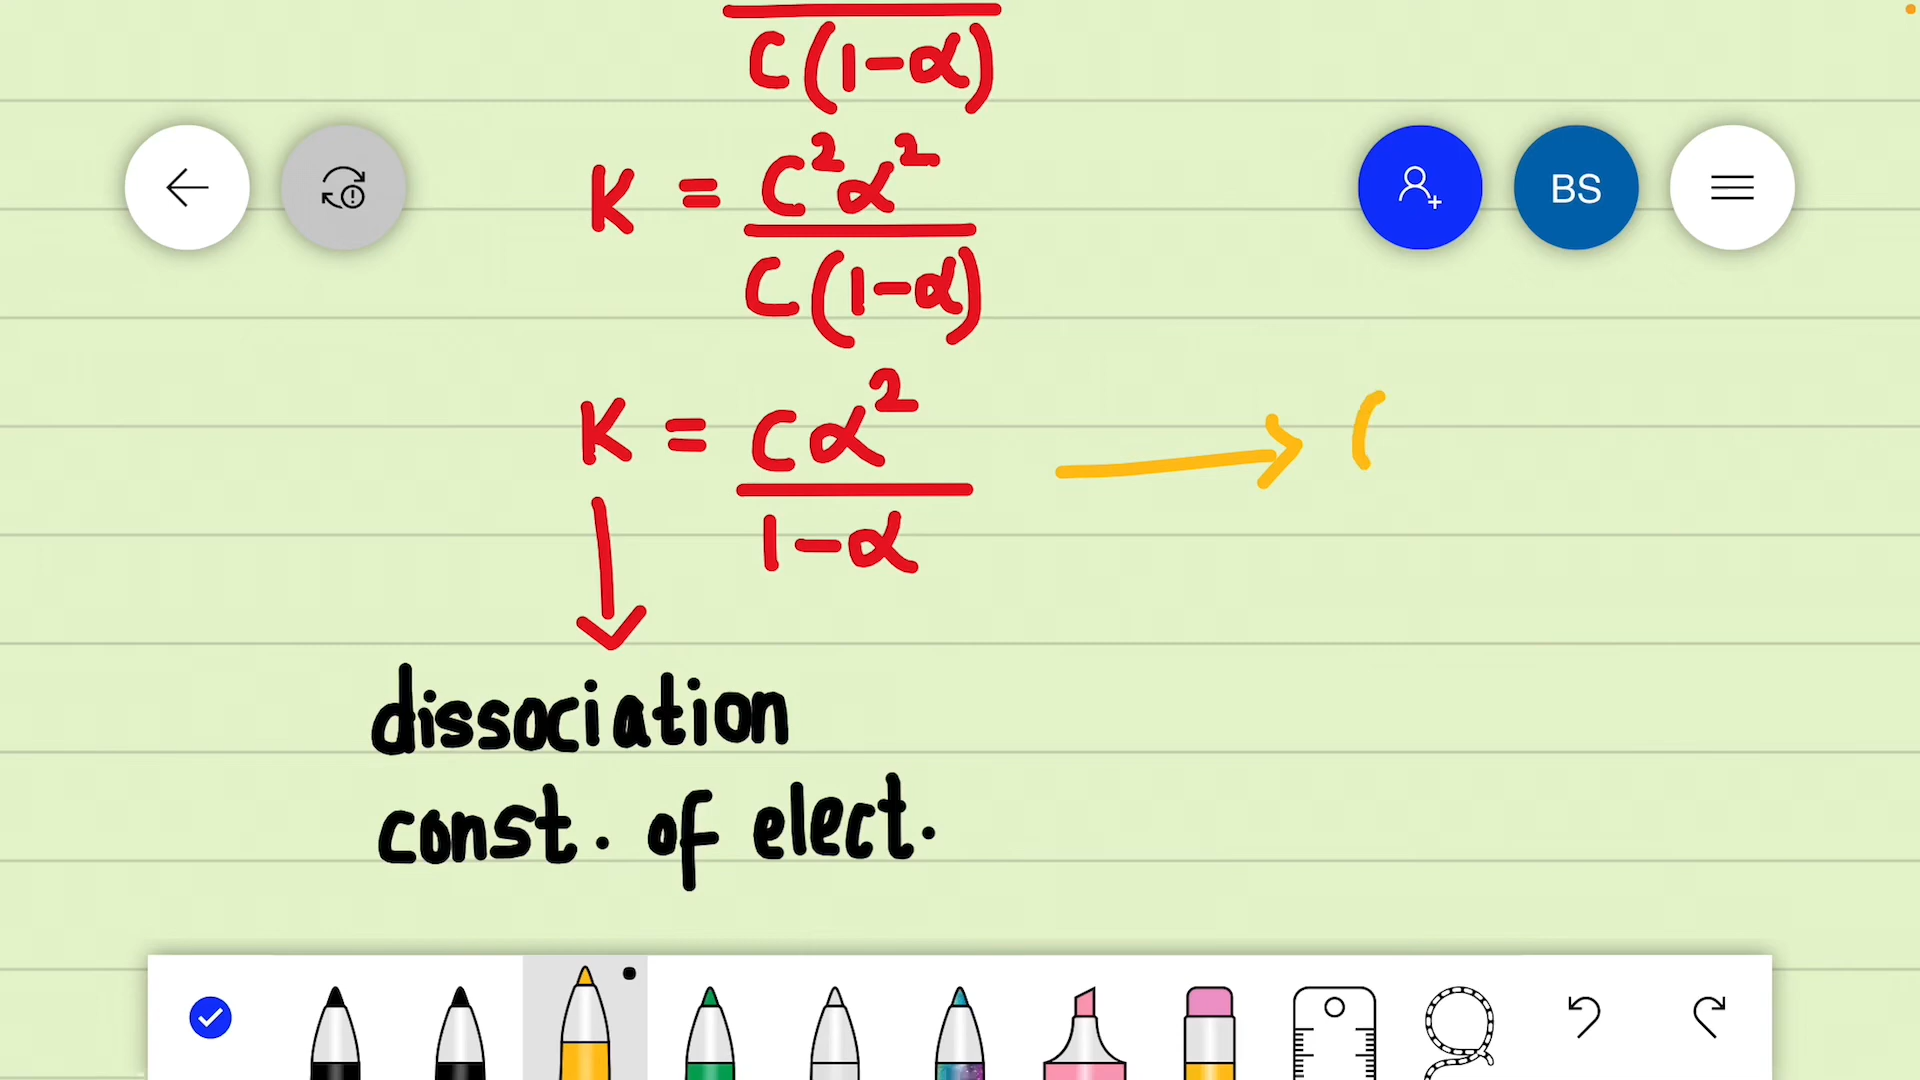 C(1-α)
BS
K = C²α²
C(1-α)
K = Cα² → (
1-α
dissociation
const. of elect.